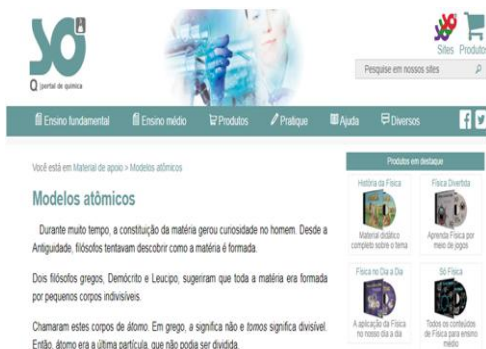 SÓ
Q |portal de química
Sites Produto
Pesquise em nossos sites
Ensino fundamental Ensino médio Produtos Pratique Ajuda Diversos
Você está em Material de apoio > Modelos atômicos
Modelos atômicos
Durante muito tempo, a constituição da matéria gerou curiosidade no homem. Desde a
Antiguidade, filósofos tentavam descobrir como a matéria é formada.
Dois filósofos gregos, Demócrito e Leucipo, sugeriram que toda a matéria era formada
por pequenos corpos indivisíveis.
Chamaram estes corpos de átomo. Em grego, a significa não e tomos significa divisível.
Então, átomo era a última partícula, que não podia ser dividida.
Produtos em destaque
História da Física
Material didático
completo sobre o tema
Física Divertida
Aprenda Física por
meio de jogos
Física no Dia a Dia
A aplicação da Física
no nosso dia a dia
Só Física
Todos os conteúdos
de Física para ensino
médio